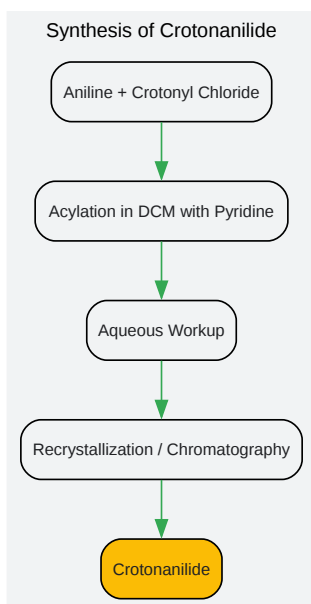 Synthesis of Crotonanilide
Aniline + Crotonyl Chloride
Acylation in DCM with Pyridine
Aqueous Workup
Recrystallization / Chromatography
Crotonanilide